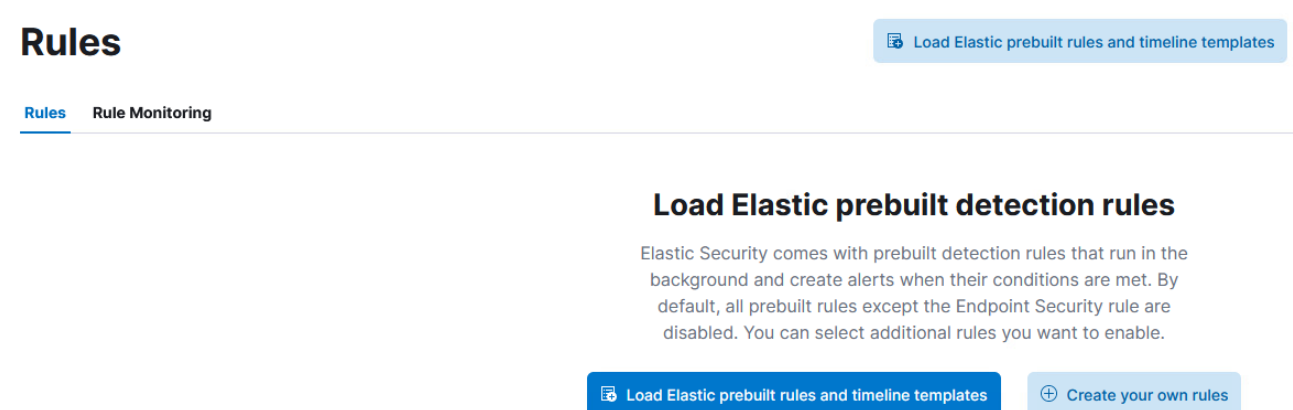 Rules
Load Elastic prebuilt rules and timeline templates
Rules
Rule Monitoring
Load Elastic prebuilt detection rules
Elastic Security comes with prebuilt detection rules that run in the
background and create alerts when their conditions are met. By
default, all prebuilt rules except the Endpoint Security rule are
disabled. You can select additional rules you want to enable.
Load Elastic prebuilt rules and timeline templates
Create your own rules